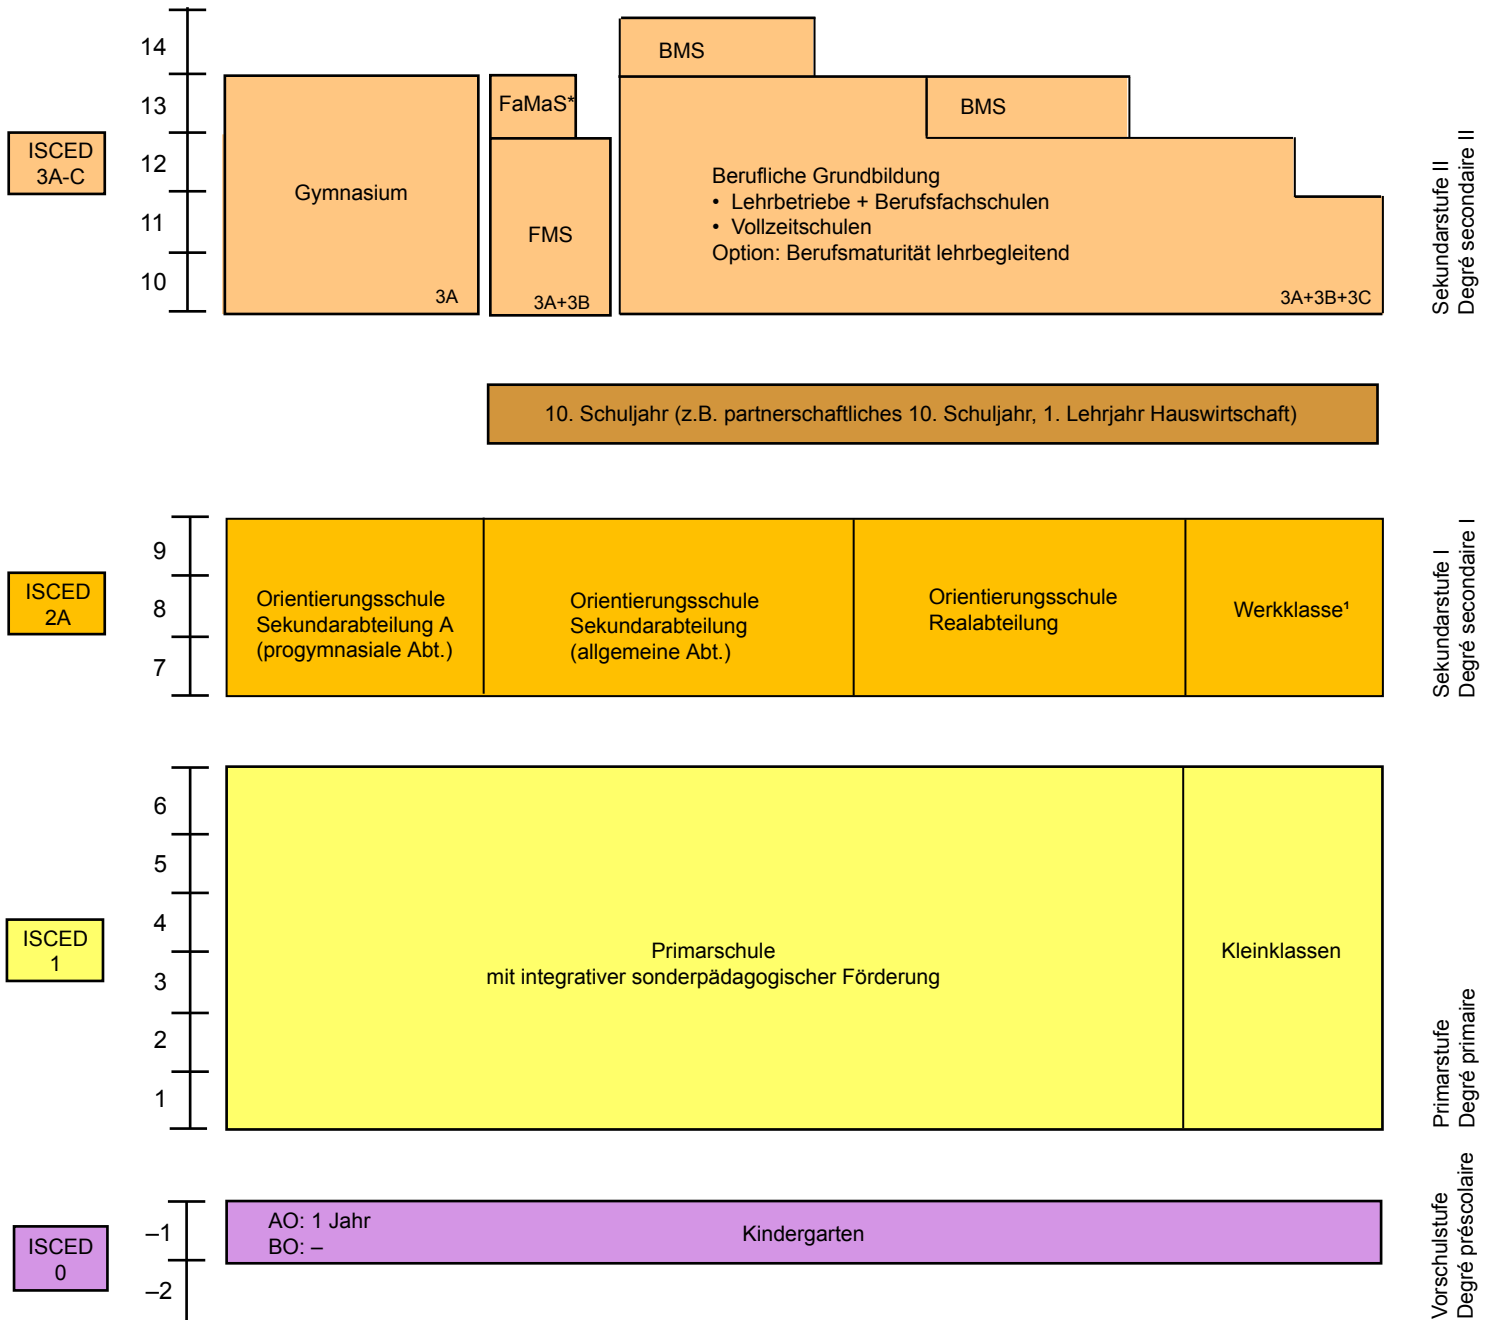 14
13
12
11
10
ISCED
3A-C
Gymnasium
3A
FaMaS*
FMS
3A+3B
BMS
BMS
Berufliche Grundbildung
• Lehrbetriebe + Berufsfachschulen
• Vollzeitschulen
Option: Berufsmaturität lehrbegleitend
3A+3B+3C
Sekundarstufe II
Degré secondaire II
10. Schuljahr (z.B. partnerschaftliches 10. Schuljahr, 1. Lehrjahr Hauswirtschaft)
9
8
7
ISCED
2A
Orientierungsschule
Sekundarabteilung A
(progymnasiale Abt.)
Orientierungsschule
Sekundarabteilung
(allgemeine Abt.)
Orientierungsschule
Realabteilung
Werkklasse¹
Sekundarstufe I
Degré secondaire I
6
5
4
3
2
1
ISCED
1
Primarschule
mit integrativer sonderpädagogischer Förderung
Kleinklassen
Primarstufe
Degré primaire
–1
–2
ISCED
0
AO: 1 Jahr
BO: –
Kindergarten
Vorschulstufe
Degré préscolaire